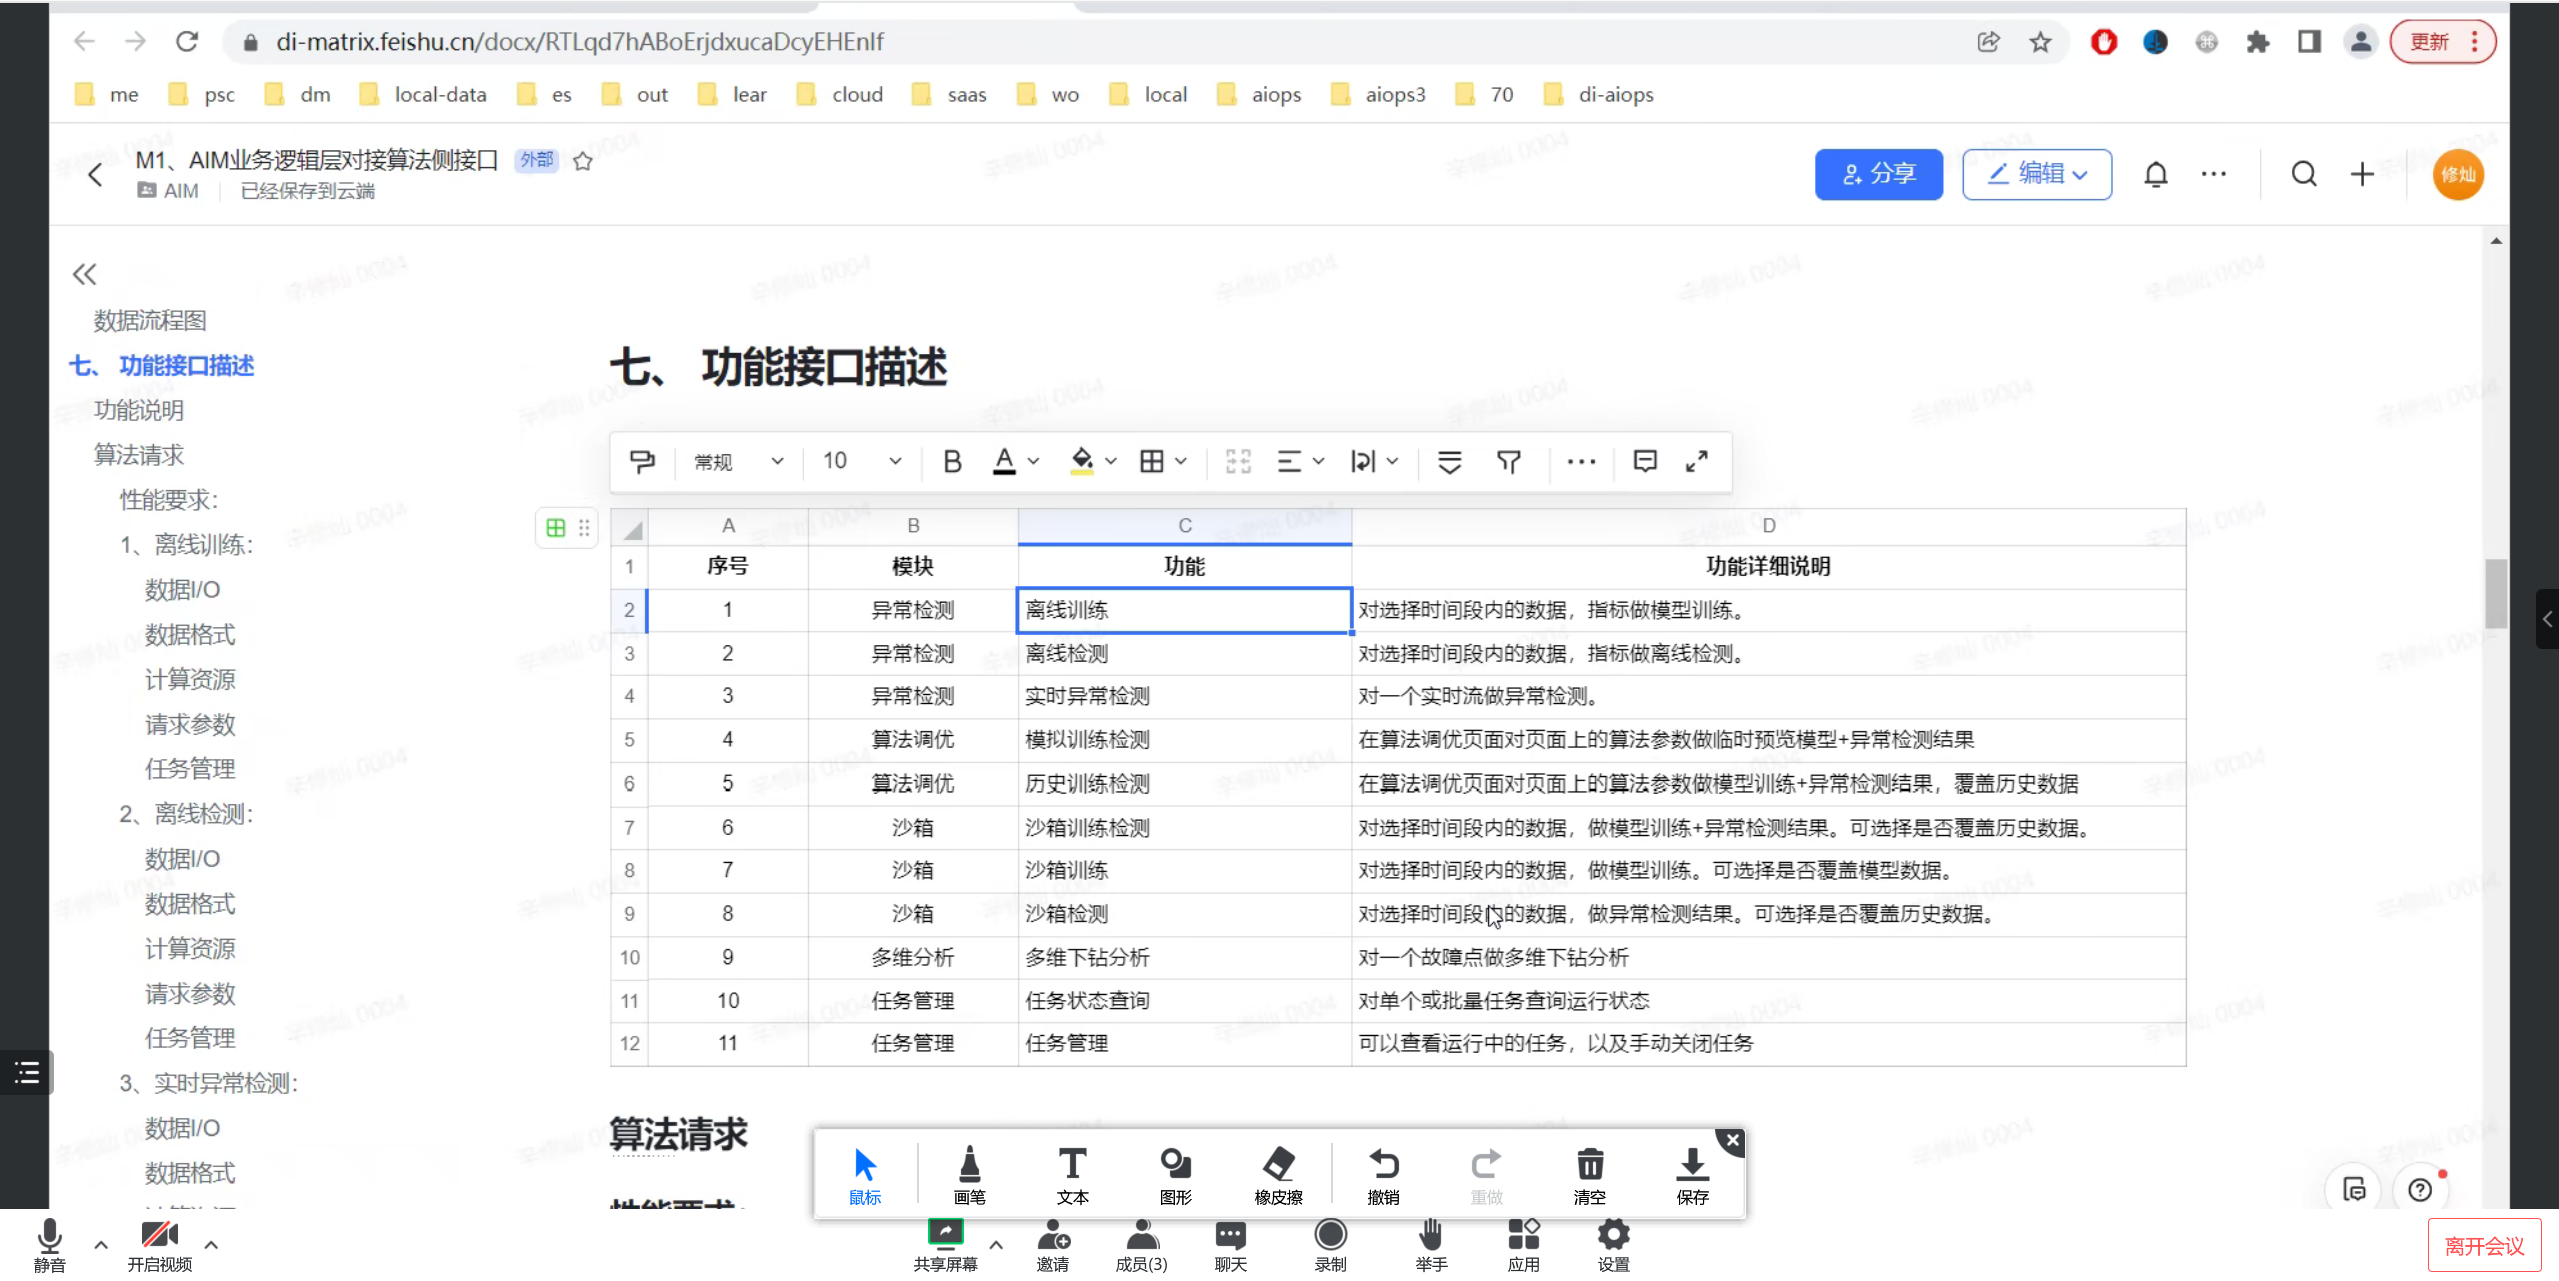 di-matrix.feishu.cn/docx/RTLqd7hABoErjdxucaDcyEHEnlf
更新
me psc dm local-data es out lear cloud saas wo local aiops aiops3 70 di-aiops
M1、AIM业务逻辑层对接算法侧接口 外部
AIM 已经保存到云端
分享 编辑 修灿
数据流程图
七、 功能接口描述
功能说明
算法请求
性能要求:
1、离线训练:
数据I/O
数据格式
计算资源
请求参数
任务管理
2、离线检测:
数据I/O
数据格式
计算资源
请求参数
任务管理
3、实时异常检测:
数据I/O
数据格式
七、 功能接口描述
常规 10 B A
A B C D
1 序号 模块 功能 功能详细说明
2 1 异常检测 离线训练 对选择时间段内的数据，指标做模型训练。
3 2 异常检测 离线检测 对选择时间段内的数据，指标做离线检测。
4 3 异常检测 实时异常检测 对一个实时流做异常检测。
5 4 算法调优 模拟训练检测 在算法调优页面对页面上的算法参数做临时预览模型+异常检测结果
6 5 算法调优 历史训练检测 在算法调优页面对页面上的算法参数做模型训练+异常检测结果，覆盖历史数据
7 6 沙箱 沙箱训练检测 对选择时间段内的数据，做模型训练+异常检测结果。可选择是否覆盖历史数据。
8 7 沙箱 沙箱训练 对选择时间段内的数据，做模型训练。可选择是否覆盖模型数据。
9 8 沙箱 沙箱检测 对选择时间段内的数据，做异常检测结果。可选择是否覆盖历史数据。
10 9 多维分析 多维下钻分析 对一个故障点做多维下钻分析
11 10 任务管理 任务状态查询 对单个或批量任务查询运行状态
12 11 任务管理 任务管理 可以查看运行中的任务，以及手动关闭任务
算法请求
性能要求:
鼠标 画笔 文本 图形 橡皮擦 撤销 重做 清空 保存
静音 开启视频 共享屏幕 邀请 成员(3) 聊天 录制 举手 应用 设置 离开会议